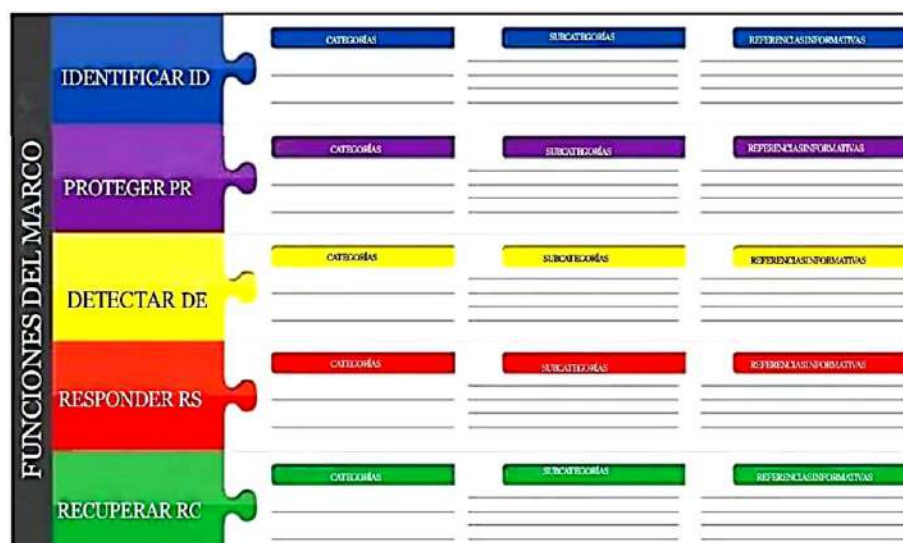 FUNCIONES DEL MARCO
IDENTIFICAR ID
CATEGORÍAS
SUBCATEGORÍAS
REFERENCIAS INFORMATIVAS
PROTEGER PR
CATEGORÍAS
SUBCATEGORÍAS
REFERENCIAS INFORMATIVAS
DETECTAR DE
CATEGORÍAS
SUBCATEGORÍAS
REFERENCIAS INFORMATIVAS
RESPONDER RS
CATEGORÍAS
SUBCATEGORÍAS
REFERENCIAS INFORMATIVAS
RECUPERAR RC
CATEGORÍAS
SUBCATEGORÍAS
REFERENCIAS INFORMATIVAS